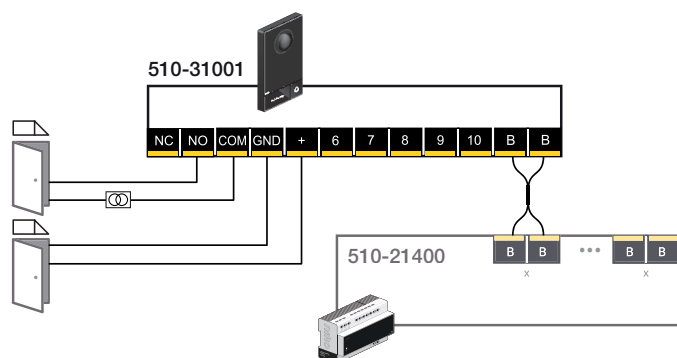 510-31001
NC NO COM GND + 6 7 8 9 10 B B
510-21400
B B ••• B B
x x